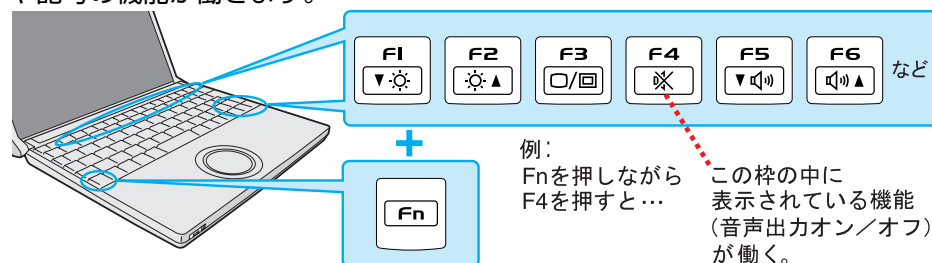 や記号の機能が働きます。
F1 F2 F3 F4 F5 F6 など
Fn
例：
Fnを押しながら
F4を押すと…
この枠の中に
表示されている機能
（音声出力オン／オフ）
が働く。